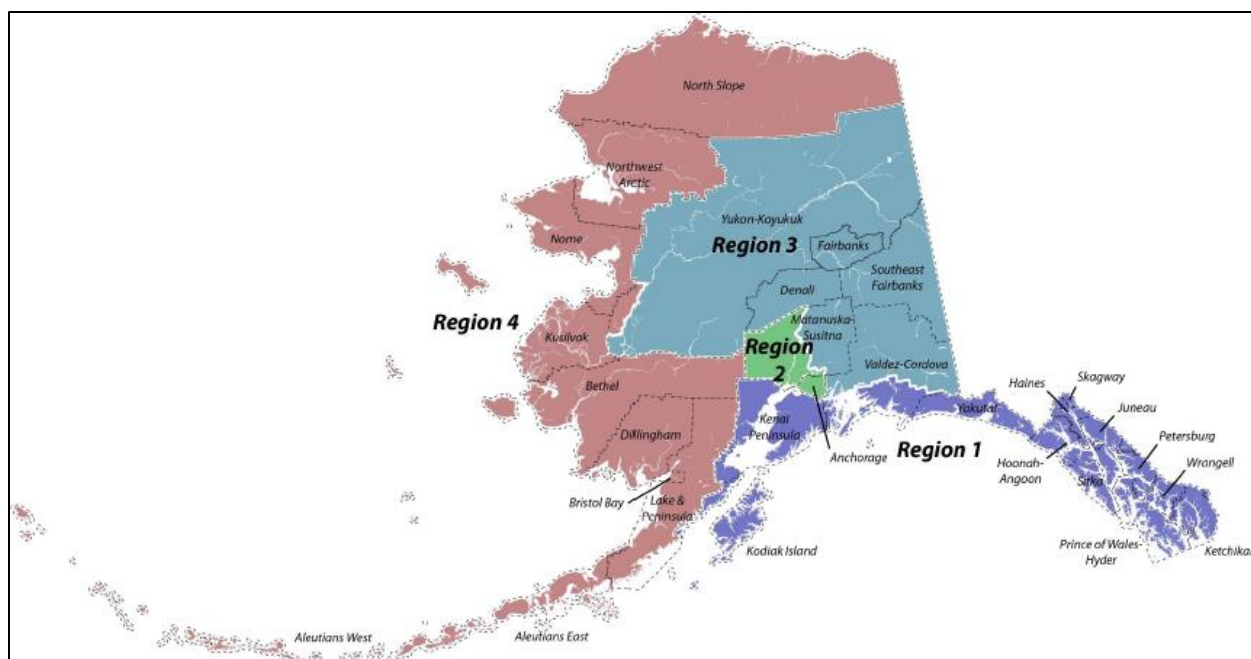 North Slope
Northwest
Arctic
Nome
Yukon-Koyukuk
Region 3
Fairbanks
Southeast
Fairbanks
Denali
Region 4
Kusilvak
Matanuska-
Susitna
Region
2
Valdez-Cordova
Bethel
Dillingham
Kenai
Peninsula
Anchorage
Yakutat
Region 1
Haines
Skagway
Juneau
Petersburg
Wrangell
Hoonah-
Angoon
Sitka
Bristol Bay
Lake &
Peninsula
Kodiak Island
Prince of Wales-
Hyder
Ketchikan
Aleutians West
Aleutians East